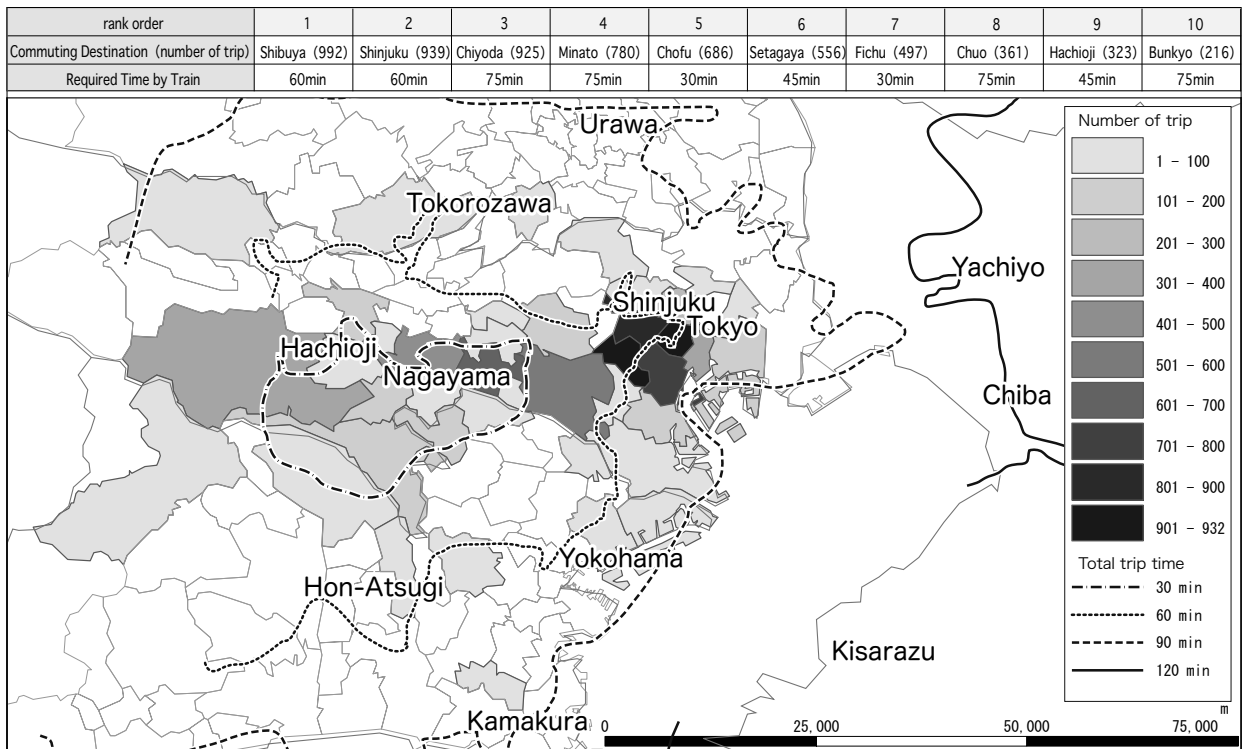 rank order 1 2 3 4 5 6 7 8 9 10
Commuting Destination (number of trip) Shibuya (992) Shinjuku (939) Chiyoda (925) Minato (780) Chofu (686) Setagaya (556) Fichu (497) Chuo (361) Hachioji (323) Bunkyo (216)
Required Time by Train 60min 60min 75min 75min 30min 45min 30min 75min 45min 75min
Urawa
Tokorozawa
Yachiyo
Shinjuku
Tokyo
Hachioji
Nagayama
Chiba
Yokohama
Hon-Atsugi
Kisarazu
Kamakura
Number of trip
1 - 100
101 - 200
201 - 300
301 - 400
401 - 500
501 - 600
601 - 700
701 - 800
801 - 900
901 - 932
Total trip time
30 min
60 min
90 min
120 min
m
0 25,000 50,000 75,000